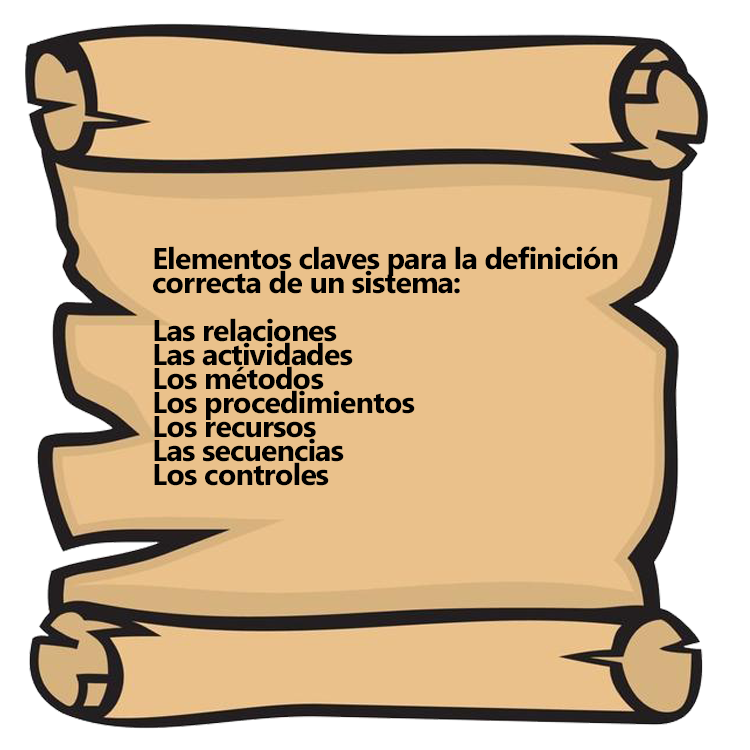 Elementos claves para la definición
correcta de un sistema:
Las relaciones
Las actividades
Los métodos
Los procedimientos
Los recursos
Las secuencias
Los controles